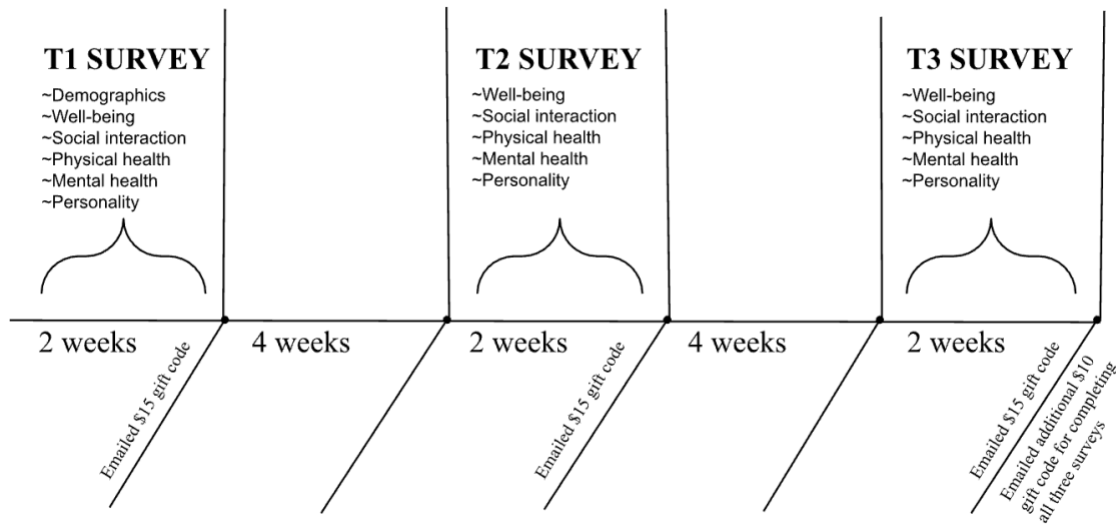 T1 SURVEY
~Demographics
~Well-being
~Social interaction
~Physical health
~Mental health
~Personality
T2 SURVEY
~Well-being
~Social interaction
~Physical health
~Mental health
~Personality
T3 SURVEY
~Well-being
~Social interaction
~Physical health
~Mental health
~Personality
2 weeks
4 weeks
2 weeks
4 weeks
2 weeks
Emailed $15 gift code
Emailed $15 gift code
Emailed $15 gift code
Emailed additional $10
gift code for completing
all three surveys